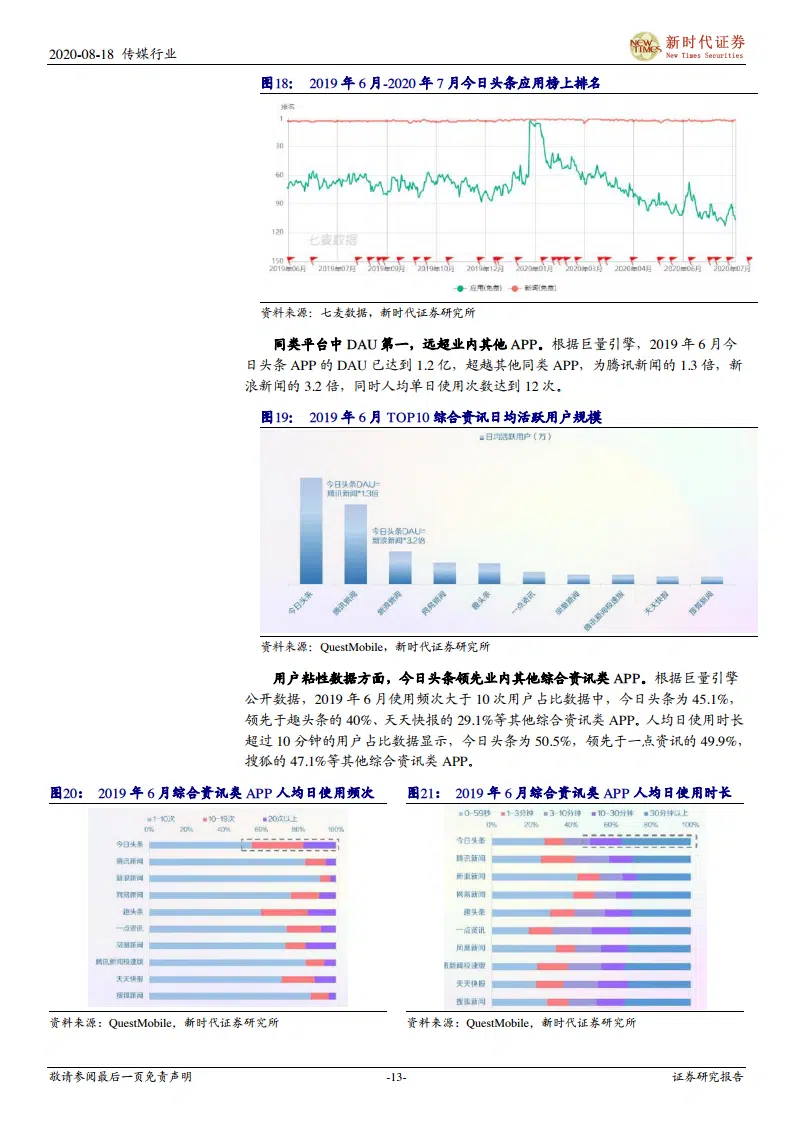 2020-08-18 传媒行业
NEW TIMES
新时代证券
New Times Securities
图18： 2019 年 6 月-2020 年 7 月今日头条应用榜上排名
排名
1
30
60
90
120
150
七麦数据
2019年06月 2019年07月 2019年09月 2019年10月 2019年12月 2020年01月 2020年03月 2020年04月 2020年06月 2020年07月
应用(免费) 新闻(免费)
资料来源：七麦数据，新时代证券研究所
同类平台中 DAU 第一，远超业内其他 APP。根据巨量引擎，2019 年 6 月今
日头条 APP 的 DAU 已达到 1.2 亿，超越其他同类 APP，为腾讯新闻的 1.3 倍，新
浪新闻的 3.2 倍，同时人均单日使用次数达到 12 次。
图19： 2019 年 6 月 TOP10 综合资讯日均活跃用户规模
日均活跃用户（万）
今日头条DAU=
腾讯新闻*1.3倍
今日头条DAU=
新浪新闻*3.2倍
今日头条 腾讯新闻 新浪新闻 网易新闻 趣头条 一点资讯 凤凰新闻 腾讯新闻极速版 天天快报 搜狐新闻
资料来源：QuestMobile，新时代证券研究所
用户粘性数据方面，今日头条领先业内其他综合资讯类 APP。根据巨量引擎
公开数据，2019 年 6 月使用频次大于 10 次用户占比数据中，今日头条为 45.1%，
领先于趣头条的 40%、天天快报的 29.1%等其他综合资讯类 APP。人均日使用时长
超过 10 分钟的用户占比数据显示，今日头条为 50.5%，领先于一点资讯的 49.9%，
搜狐的 47.1%等其他综合资讯类 APP。
图20： 2019 年 6 月综合资讯类 APP 人均日使用频次
1-10次 10-19次 20次以上
0% 20% 40% 60% 80% 100%
今日头条
腾讯新闻
新浪新闻
网易新闻
趣头条
一点资讯
凤凰新闻
腾讯新闻极速版
天天快报
搜狐新闻
资料来源：QuestMobile，新时代证券研究所
图21： 2019 年 6 月综合资讯类 APP 人均日使用时长
0-59秒 1-3分钟 3-10分钟 10-30分钟 30分钟以上
0% 20% 40% 60% 80% 100%
今日头条
腾讯新闻
新浪新闻
网易新闻
趣头条
一点资讯
凤凰新闻
讯新闻极速版
天天快报
搜狐新闻
资料来源：QuestMobile，新时代证券研究所
敬请参阅最后一页免责声明 -13- 证券研究报告